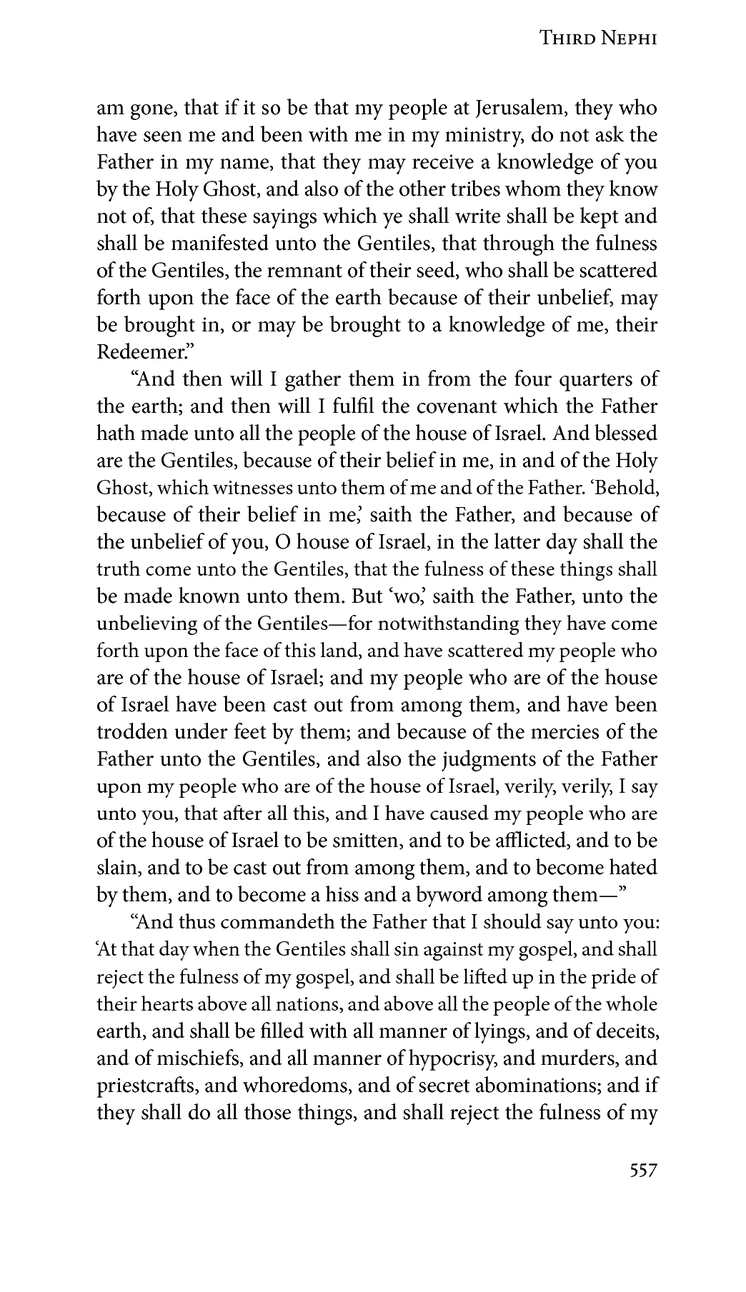 Third Nephi
am gone, that if it so be that my people at Jerusalem, they who
have seen me and been with me in my ministry, do not ask the
Father in my name, that they may receive a knowledge of you
by the Holy Ghost, and also of the other tribes whom they know
not of, that these sayings which ye shall write shall be kept and
shall be manifested unto the Gentiles, that through the fulness
of the Gentiles, the remnant of their seed, who shall be scattered
forth upon the face of the earth because of their unbelief, may
be brought in, or may be brought to a knowledge of me, their
Redeemer.”
“And then will I gather them in from the four quarters of
the earth; and then will I fulfil the covenant which the Father
hath made unto all the people of the house of Israel. And blessed
are the Gentiles, because of their belief in me, in and of the Holy
Ghost, which witnesses unto them of me and of the Father. ‘Behold,
because of their belief in me,’ saith the Father, and because of
the unbelief of you, O house of Israel, in the latter day shall the
truth come unto the Gentiles, that the fulness of these things shall
be made known unto them. But ‘wo,’ saith the Father, unto the
unbelieving of the Gentiles—for notwithstanding they have come
forth upon the face of this land, and have scattered my people who
are of the house of Israel; and my people who are of the house
of Israel have been cast out from among them, and have been
trodden under feet by them; and because of the mercies of the
Father unto the Gentiles, and also the judgments of the Father
upon my people who are of the house of Israel, verily, verily, I say
unto you, that after all this, and I have caused my people who are
of the house of Israel to be smitten, and to be afflicted, and to be
slain, and to be cast out from among them, and to become hated
by them, and to become a hiss and a byword among them—”
“And thus commandeth the Father that I should say unto you:
‘At that day when the Gentiles shall sin against my gospel, and shall
reject the fulness of my gospel, and shall be lifted up in the pride of
their hearts above all nations, and above all the people of the whole
earth, and shall be filled with all manner of lyings, and of deceits,
and of mischiefs, and all manner of hypocrisy, and murders, and
priestcrafts, and whoredoms, and of secret abominations; and if
they shall do all those things, and shall reject the fulness of my
557